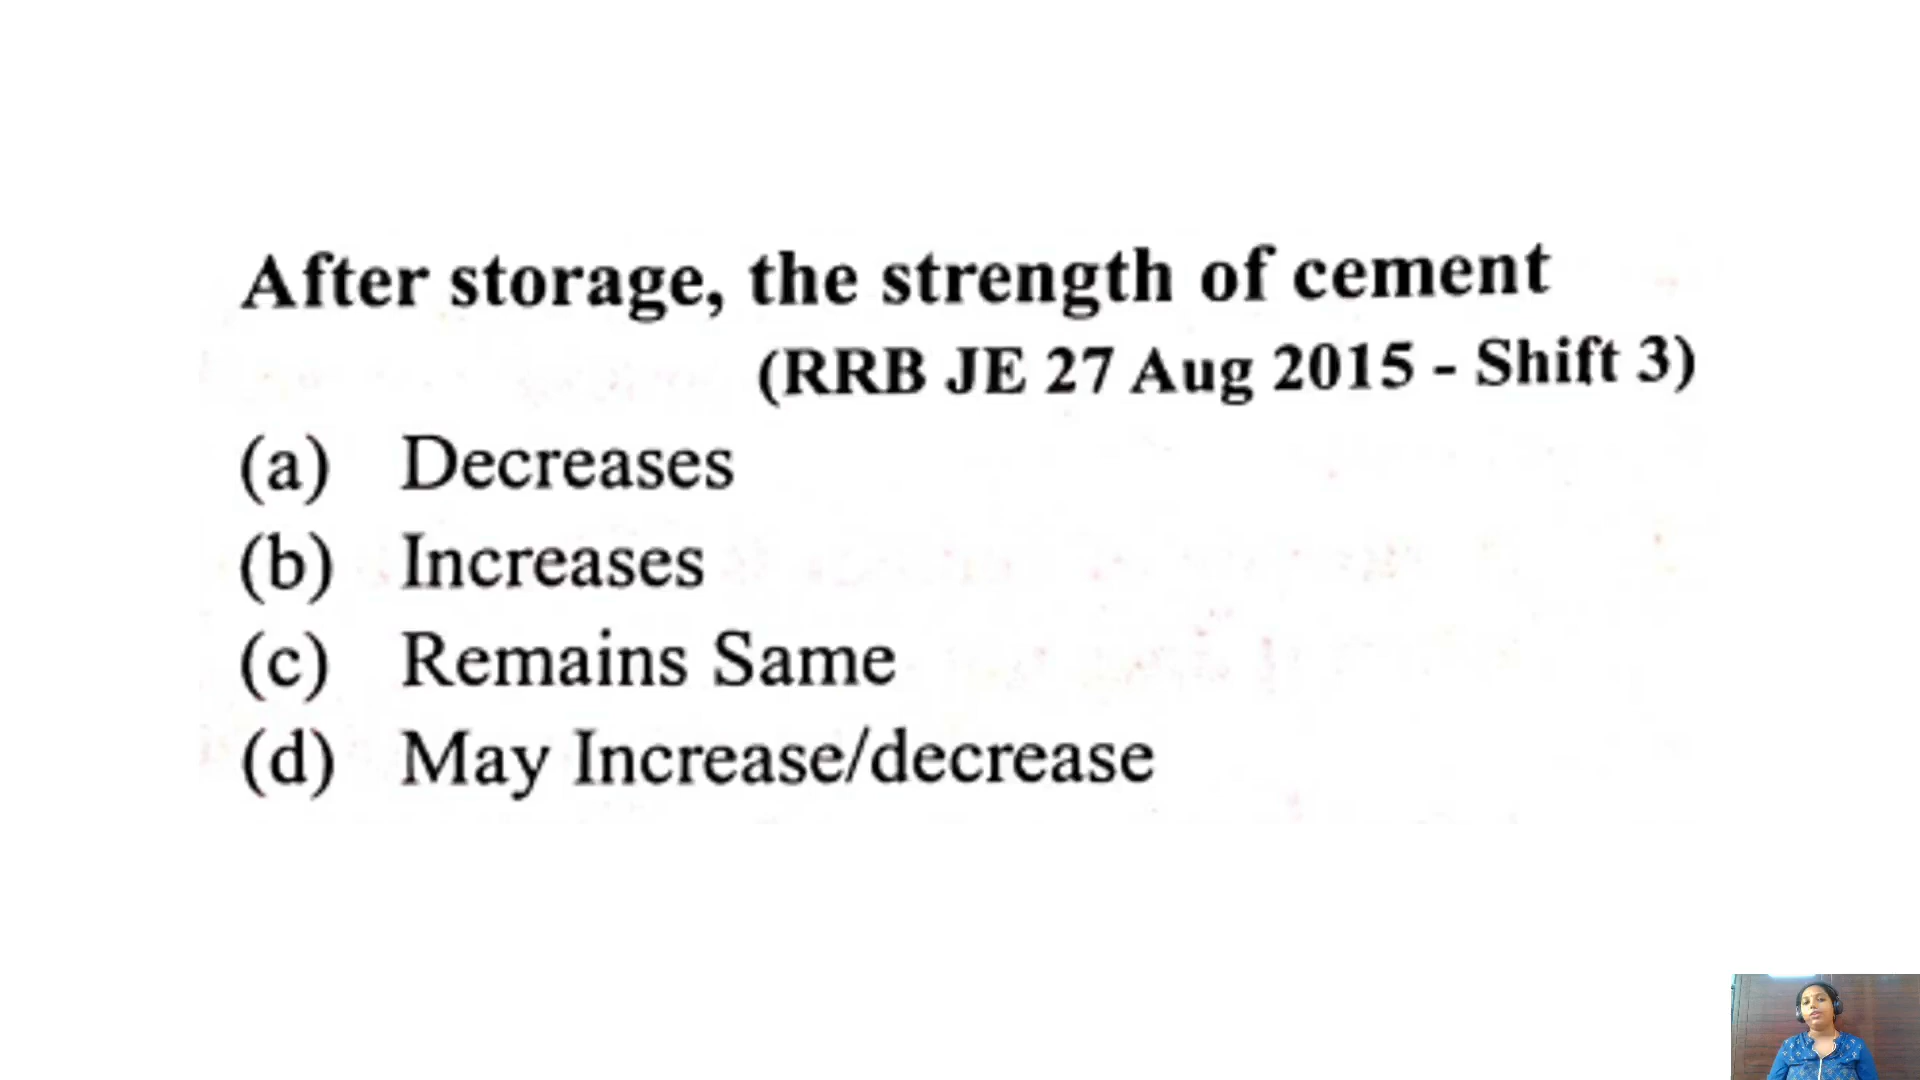 After storage, the strength of cement
(RRB JE 27 Aug 2015 - Shift 3)
(a) Decreases
(b) Increases
(c) Remains Same
(d) May Increase/decrease